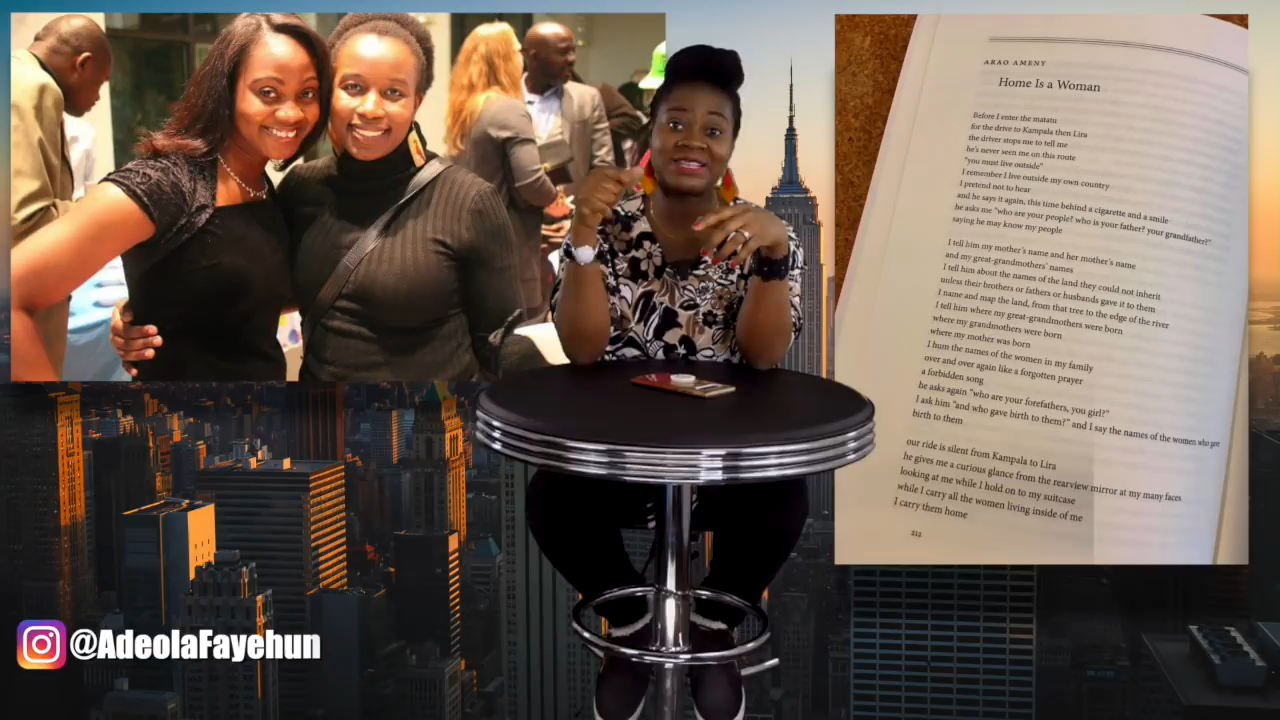 ARAO AMENY
Home Is a Woman
Before I enter the matatu
for the drive to Kampala then Lira
the driver stops me to tell me
he's never seen me on this route
"you must live outside"
I remember I live outside my own country
I pretend not to hear
and he says it again, this time behind a cigarette and a smile
he asks me "who are your people? who is your father? your grandfather?"
saying he may know my people
I tell him my mother's name and her mother's name
and my great-grandmothers' names
I tell him about the names of the land they could not inherit
unless their brothers or fathers or husbands gave it to them
I name and map the land, from that tree to the edge of the river
I tell him where my great-grandmothers were born
where my grandmothers were born
where my mother was born
I hum the names of the women in my family
over and over again like a forgotten prayer
a forbidden song
he asks again "who are your forefathers, you girl?"
I ask him "and who gave birth to them?" and I say the names of the women who gave
birth to them
our ride is silent from Kampala to Lira
he gives me a curious glance from the rearview mirror at my many faces
looking at me while I hold on to my suitcase
while I carry all the women living inside of me
I carry them home
212
@AdeolaFayehun